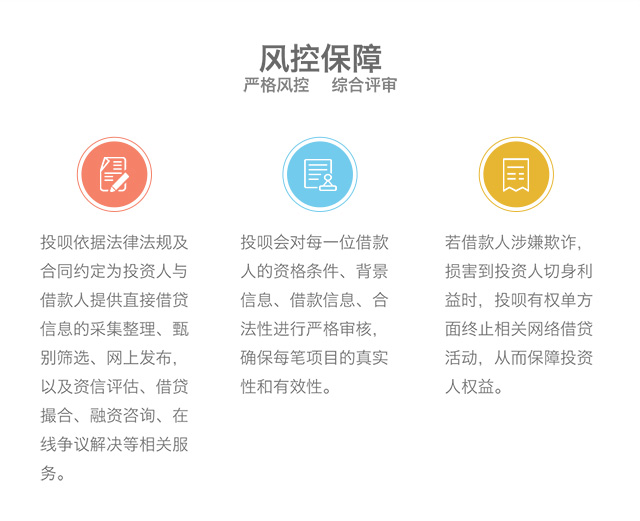 风控保障
严格风控 综合评审
投呗依据法律法规及
合同约定为投资人与
借款人提供直接借贷
信息的采集整理、甄
别筛选、网上发布，
以及资信评估、借贷
撮合、融资咨询、在
线争议解决等相关服
务。
投呗会对每一位借款
人的资格条件、背景
信息、借款信息、合
法性进行严格审核，
确保每笔项目的真实
性和有效性。
若借款人涉嫌欺诈，
损害到投资人切身利
益时，投呗有权单方
面终止相关网络借贷
活动，从而保障投资
人权益。